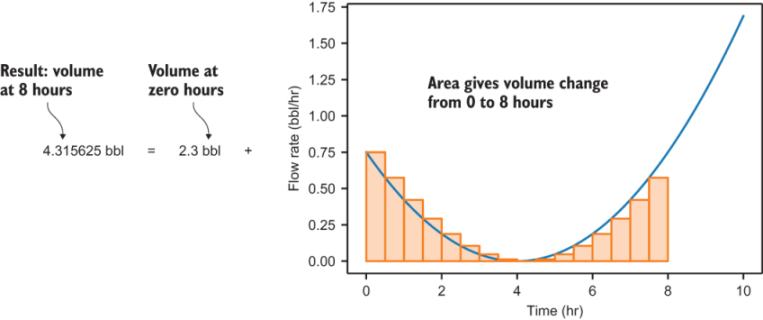 Result: volume
at 8 hours
Volume at
zero hours
4.315625 bbl = 2.3 bbl +
Flow rate (bbl/hr)
1.75
1.50
1.25
1.00
0.75
0.50
0.25
0.00
Area gives volume change
from 0 to 8 hours
0 2 4 6 8 10
Time (hr)